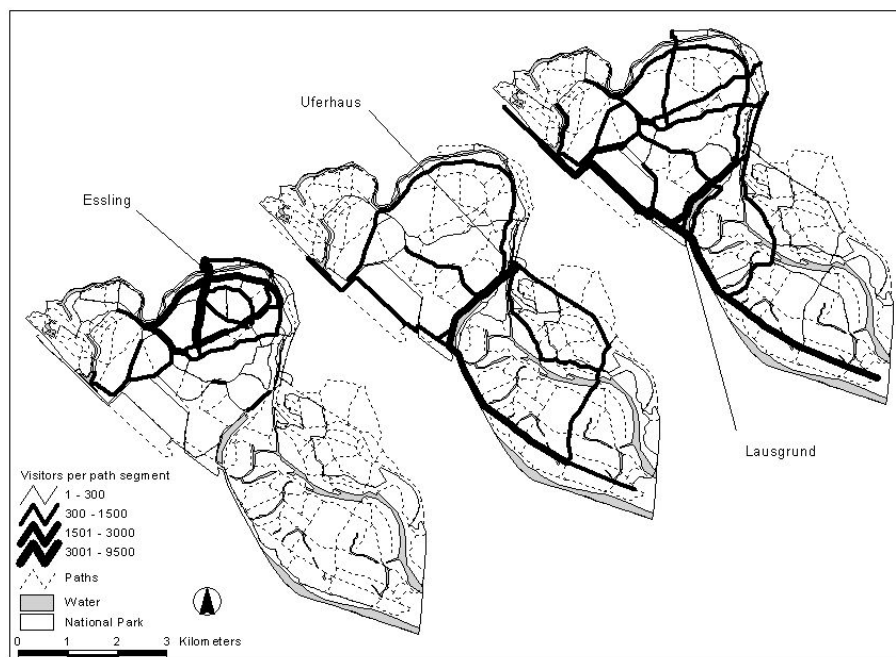 Uferhaus
Essling
Lausgrund
Visitors per path segment
1 - 300
300 - 1500
1501 - 3000
3001 - 9500
Paths
Water
National Park
0 1 2 3 Kilometers